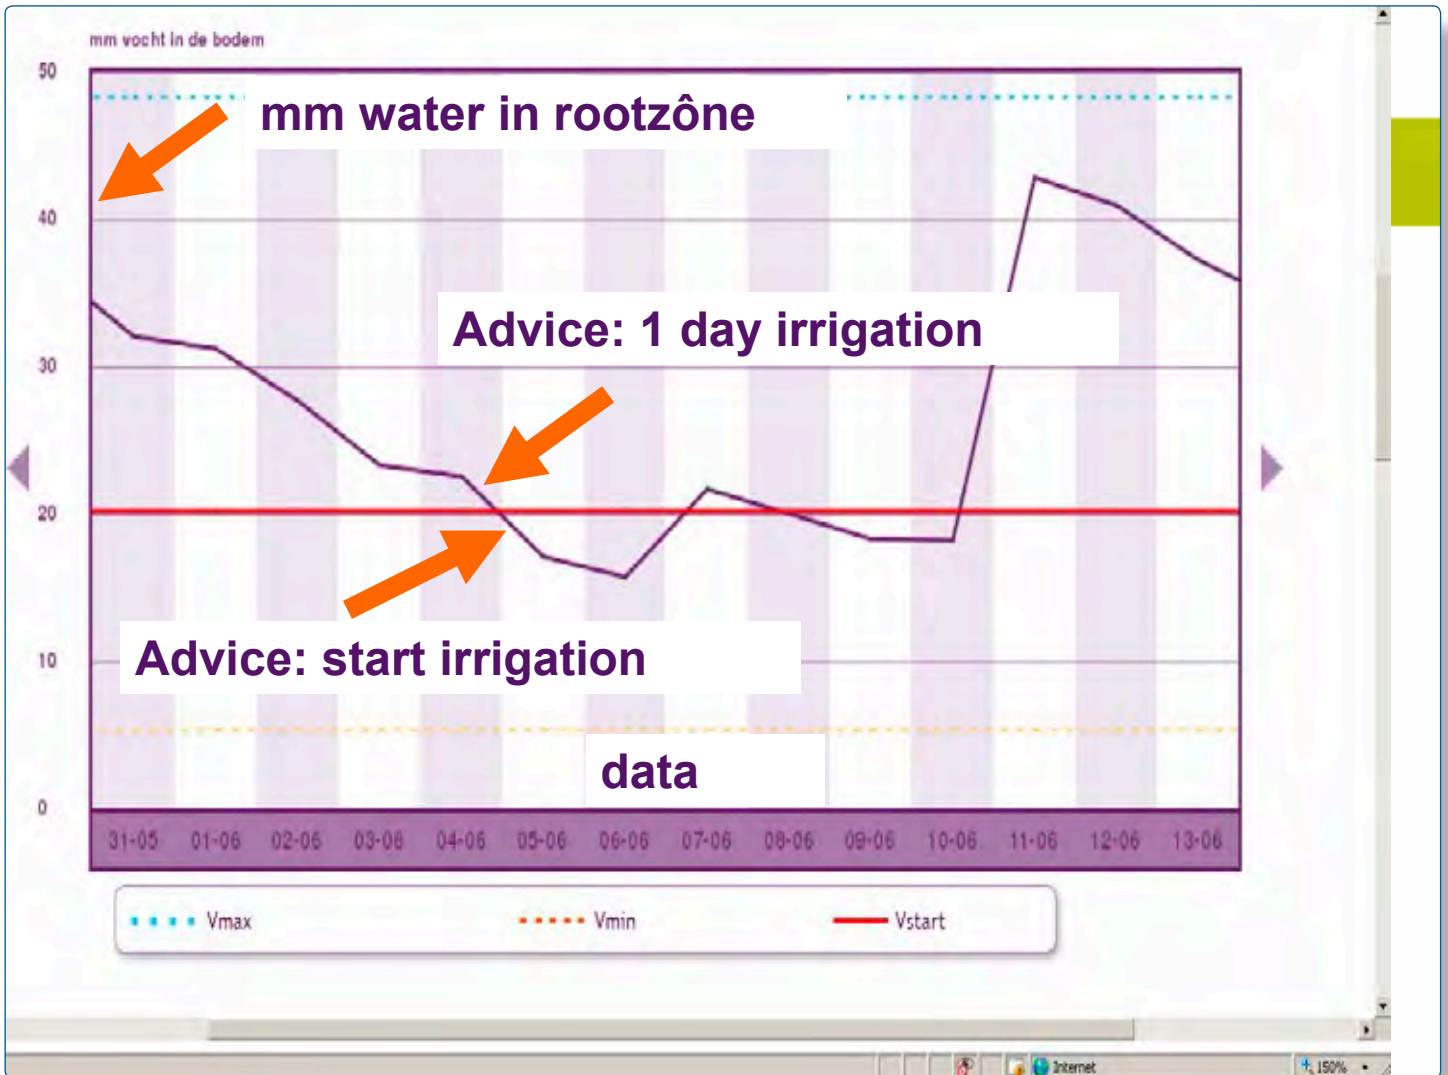 mm vocht in de bodem
50
mm water in rootzône
40
Advice: 1 day irrigation
30
20
Advice: start irrigation
10
data
0
31-05 01-06 02-06 03-06 04-06 05-06 06-06 07-06 08-06 09-06 10-06 11-06 12-06 13-06
Vmax Vmin Vstart
Internet 150%